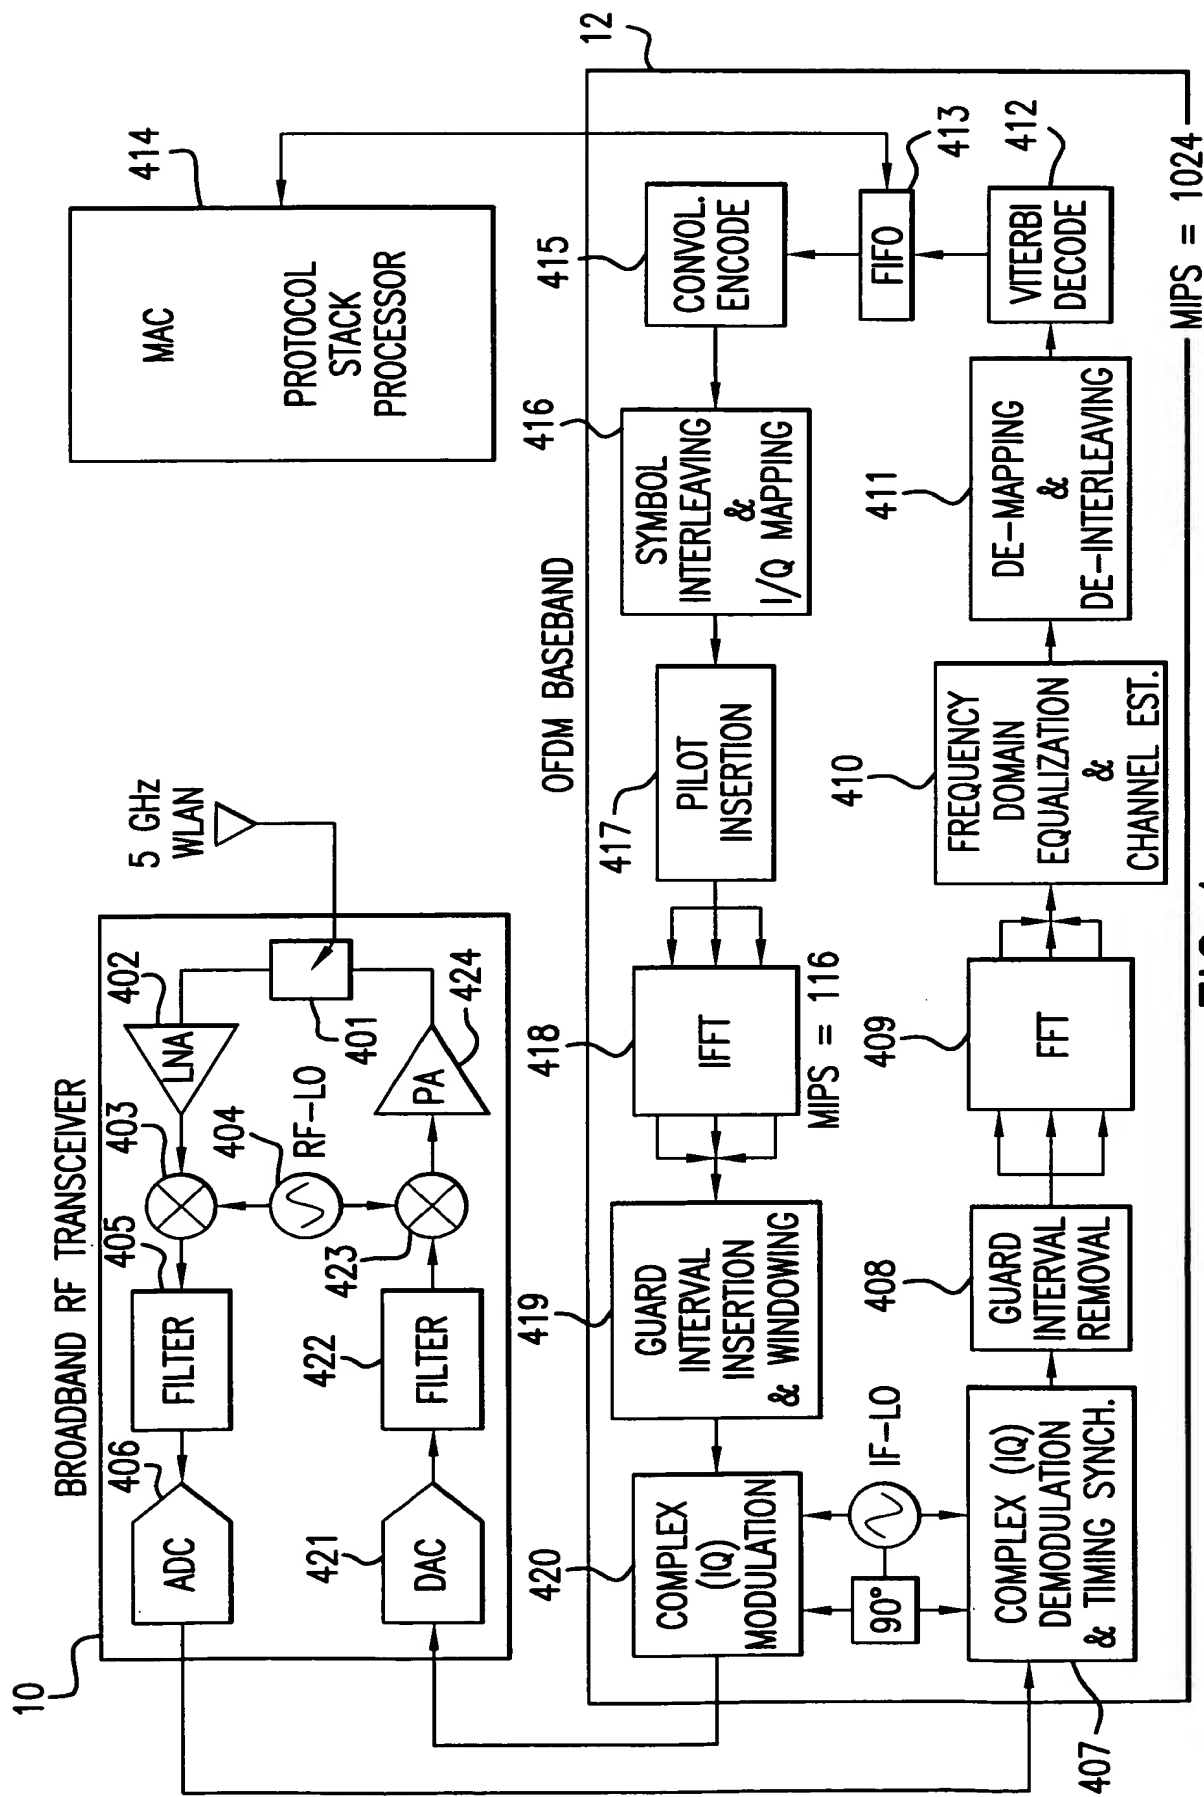 10
BROADBAND RF TRANSCEIVER
406
ADC
405
FILTER
403
402
LNA
404
RF-LO
401
421
DAC
422
FILTER
423
PA
424
5 GHz
WLAN
414
MAC
PROTOCOL
STACK
PROCESSOR
OFDM BASEBAND
12
420
COMPLEX
(IQ)
MODULATION
419
GUARD
INTERVAL
INSERTION
& WINDOWING
418
IFFT
MIPS = 116
417
PILOT
INSERTION
416
SYMBOL
INTERLEAVING
&
I/Q MAPPING
415
CONVOL.
ENCODE
90°
IF-LO
FIFO
413
407
COMPLEX (IQ)
DEMODULATION
& TIMING SYNCH.
408
GUARD
INTERVAL
REMOVAL
409
FFT
410
FREQUENCY
DOMAIN
EQUALIZATION
&
CHANNEL EST.
411
DE-MAPPING
&
DE-INTERLEAVING
412
VITERBI
DECODE
MIPS = 1024